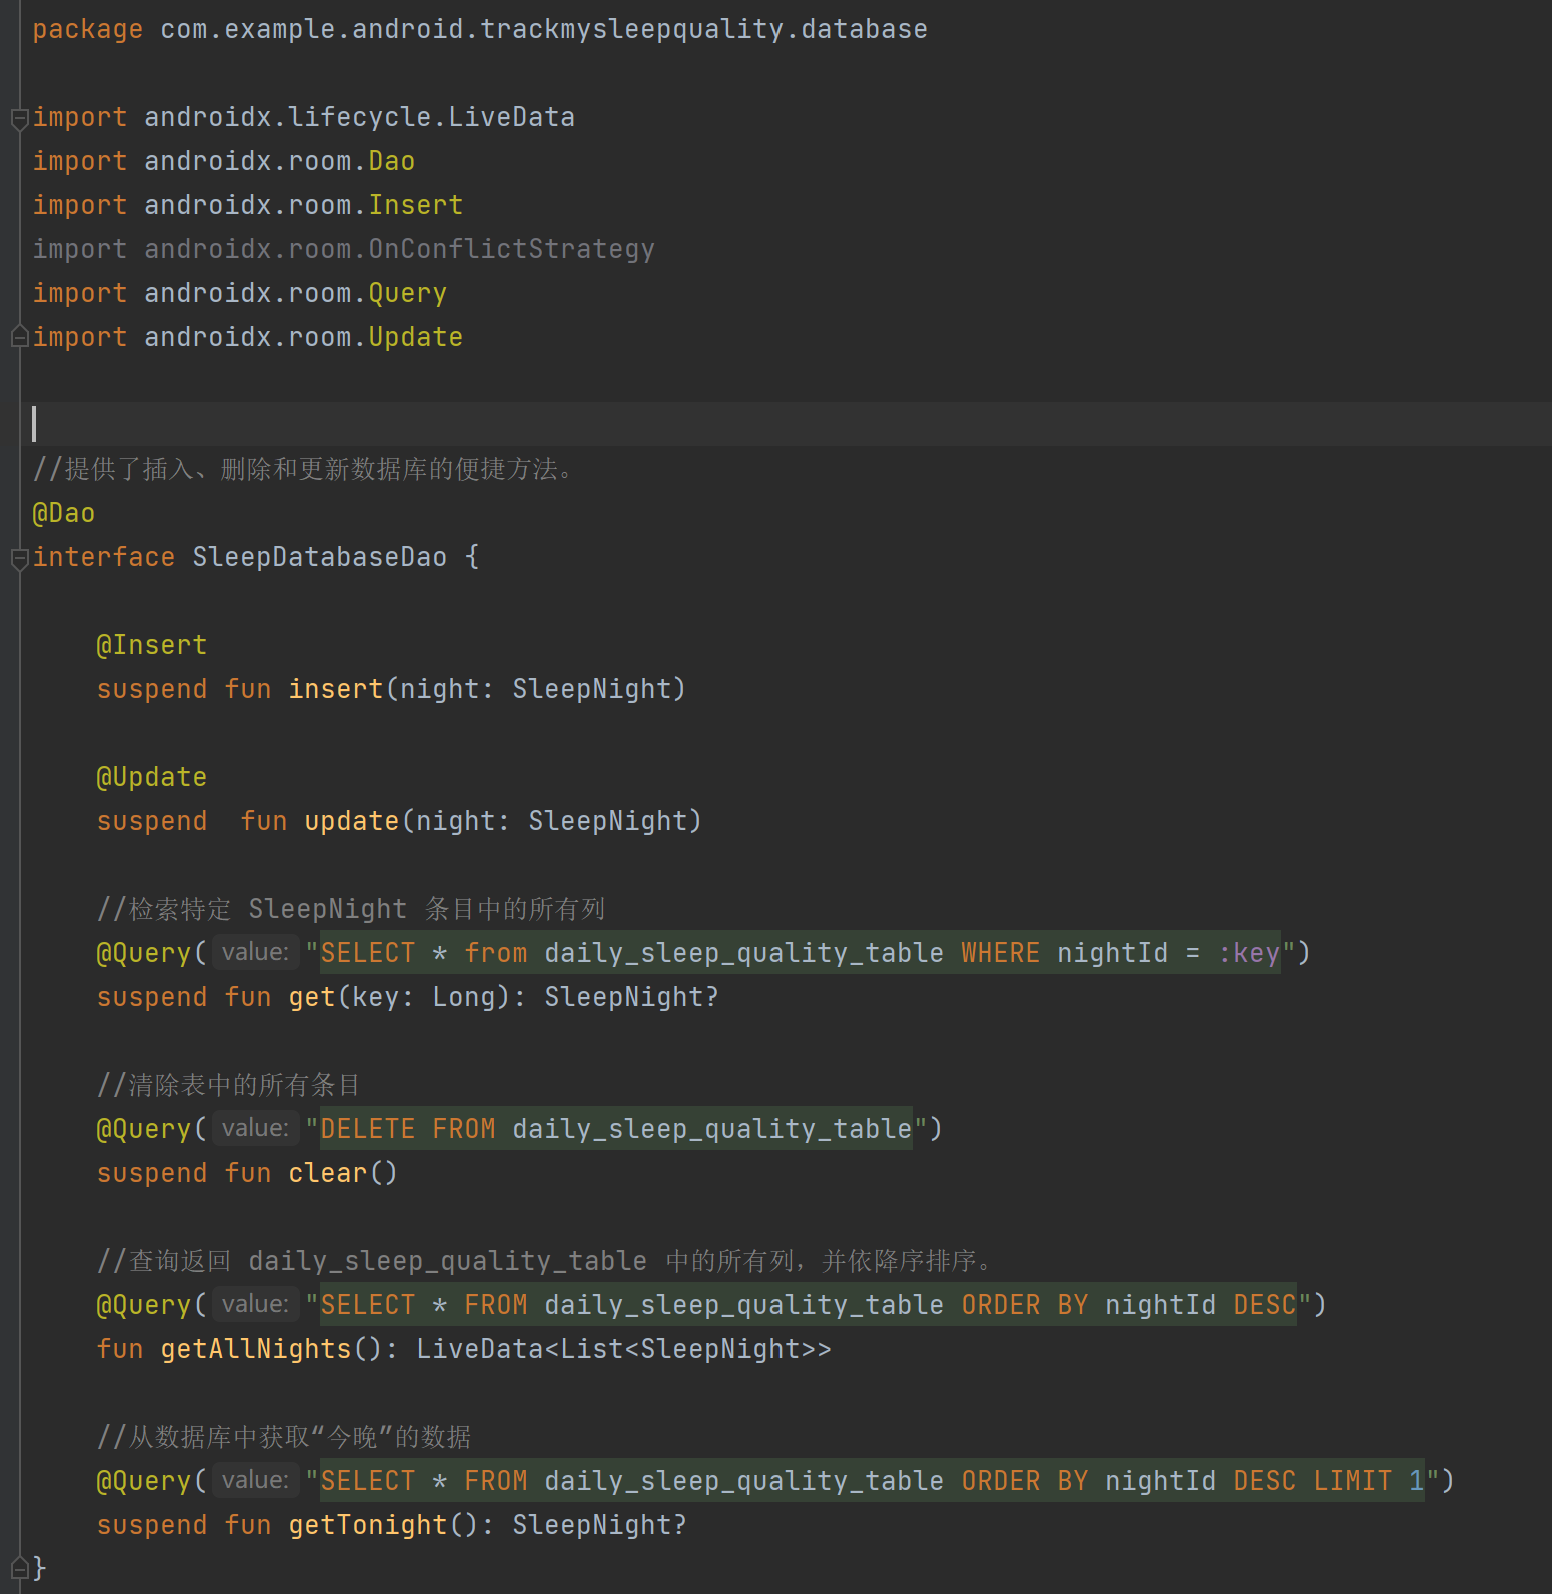 package com.example.android.trackmysleepquality.database
import androidx.lifecycle.LiveData
import androidx.room.Dao
import androidx.room.Insert
import androidx.room.OnConflictStrategy
import androidx.room.Query
import androidx.room.Update
//提供了插入、删除和更新数据库的便捷方法。
@Dao
interface SleepDatabaseDao {
@Insert
suspend fun insert(night: SleepNight)
@Update
suspend  fun update(night: SleepNight)
//检索特定 SleepNight 条目中的所有列
@Query( value: "SELECT * from daily_sleep_quality_table WHERE nightId = :key")
suspend fun get(key: Long): SleepNight?
//清除表中的所有条目
@Query( value: "DELETE FROM daily_sleep_quality_table")
suspend fun clear()
//查询返回 daily_sleep_quality_table 中的所有列，并依降序排序。
@Query( value: "SELECT * FROM daily_sleep_quality_table ORDER BY nightId DESC")
fun getAllNights(): LiveData<List<SleepNight>>
//从数据库中获取“今晚”的数据
@Query( value: "SELECT * FROM daily_sleep_quality_table ORDER BY nightId DESC LIMIT 1")
suspend fun getTonight(): SleepNight?
}